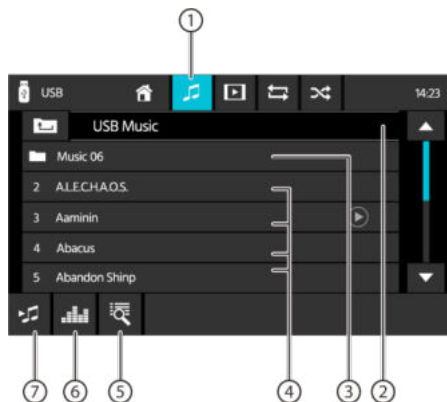 1
USB 14:23
USB Music
Music 06
2 A.I.E.C.H.A.O.S.
3 Aaminin
4 Abacus
5 Abandon Shinp
7 6 5 4 3 2